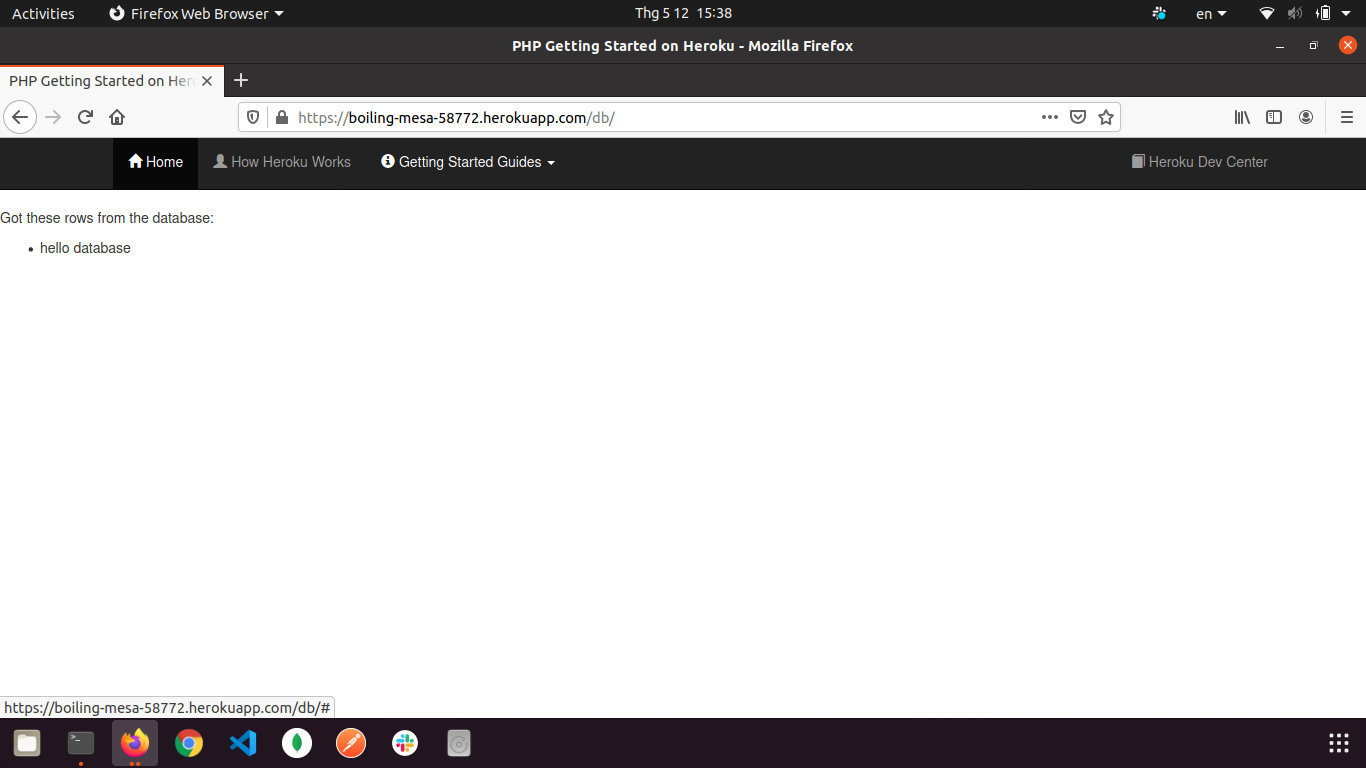 Activities Firefox Web Browser Thg 5 12 15:38 en
PHP Getting Started on Heroku - Mozilla Firefox
PHP Getting Started on Her
https://boiling-mesa-58772.herokuapp.com/db/
Home How Heroku Works Getting Started Guides Heroku Dev Center
Got these rows from the database:
• hello database
https://boiling-mesa-58772.herokuapp.com/db/#